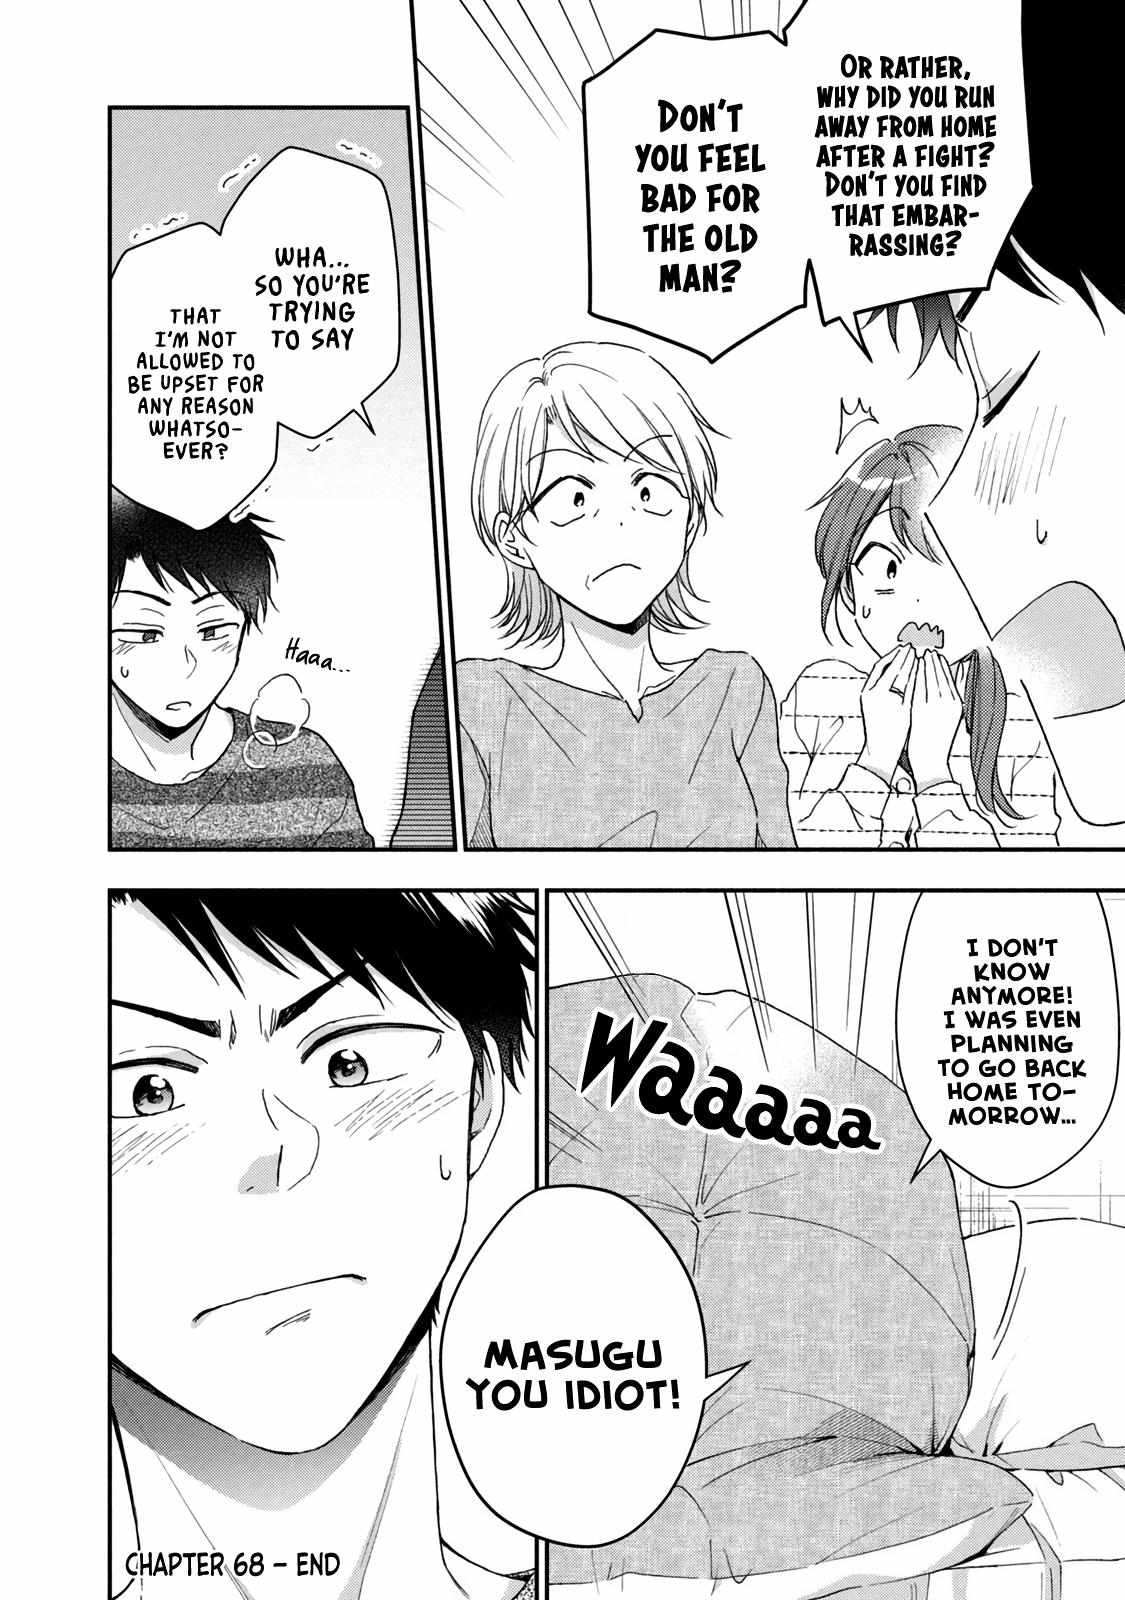 OR RATHER,
WHY DID YOU RUN
AWAY FROM HOME
AFTER A FIGHT?
DON'T YOU FIND
THAT EMBAR-
RASSING?
DON'T
YOU FEEL
BAD FOR
THE OLD
MAN?
WHA...
SO YOU'RE
TRYING
TO SAY
THAT
I'M NOT
ALLOWED TO
BE UPSET FOR
ANY REASON
WHATSO-
EVER?
Haaa...
I DON'T
KNOW
ANYMORE!
I WAS EVEN
PLANNING
TO GO BACK
HOME TO-
MORROW...
Waaaaa
MASUGU
YOU IDIOT!
CHAPTER 68 - END